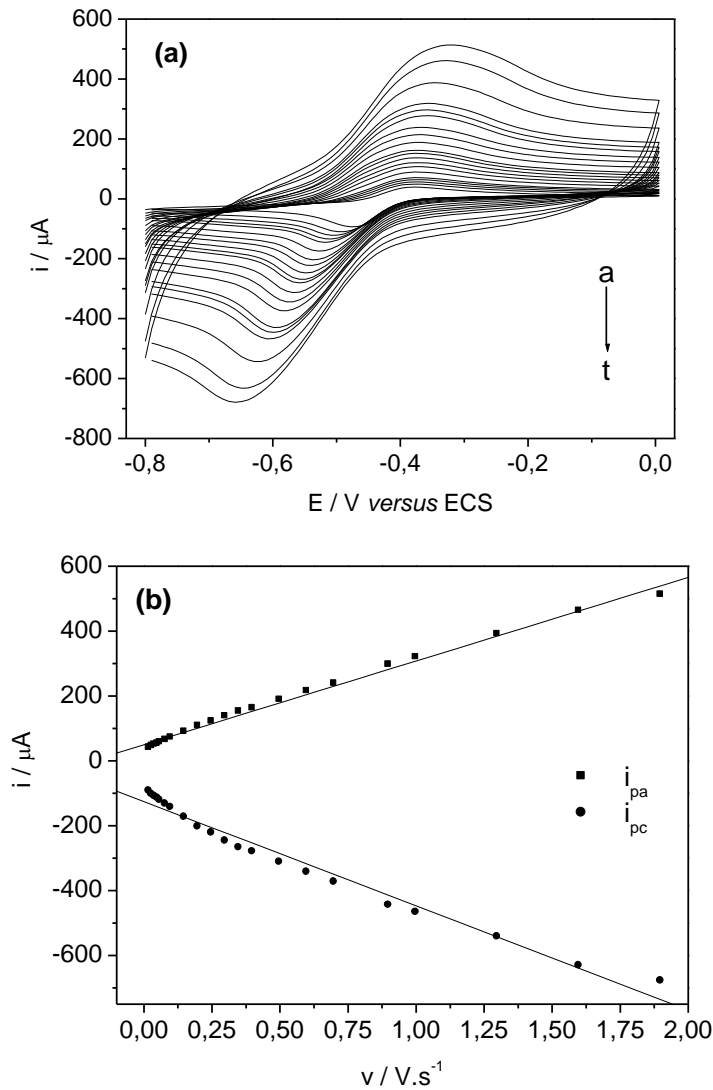 (a)
600
400
200
0
-200
-400
-600
-800
i / μA
a
t
-0,8 -0,6 -0,4 -0,2 0,0
E / V versus ECS
(b)
600
400
200
0
-200
-400
-600
i / μA
i_pa
i_pc
0,00 0,25 0,50 0,75 1,00 1,25 1,50 1,75 2,00
v / V.s⁻¹